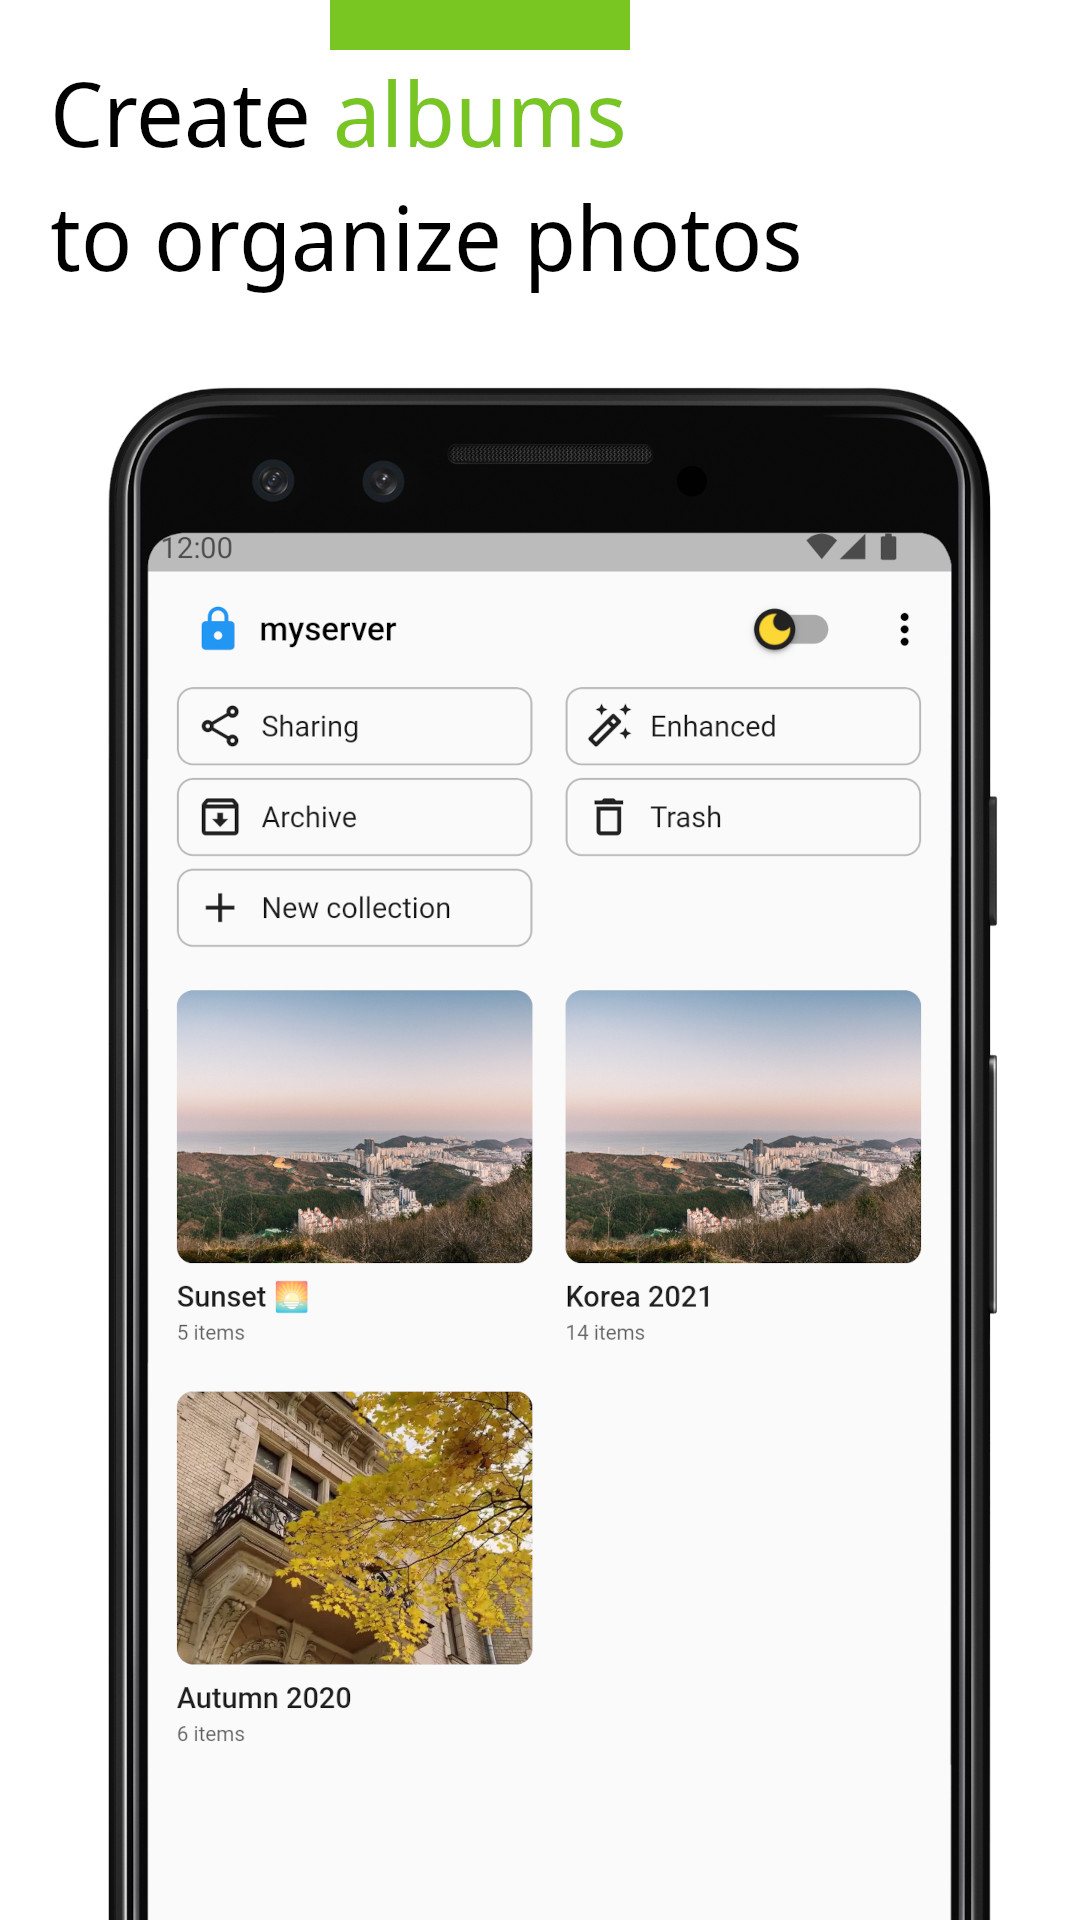 Create albums
to organize photos
12:00
myserver
Sharing
Enhanced
Archive
Trash
New collection
Sunset 🌅
5 items
Korea 2021
14 items
Autumn 2020
6 items